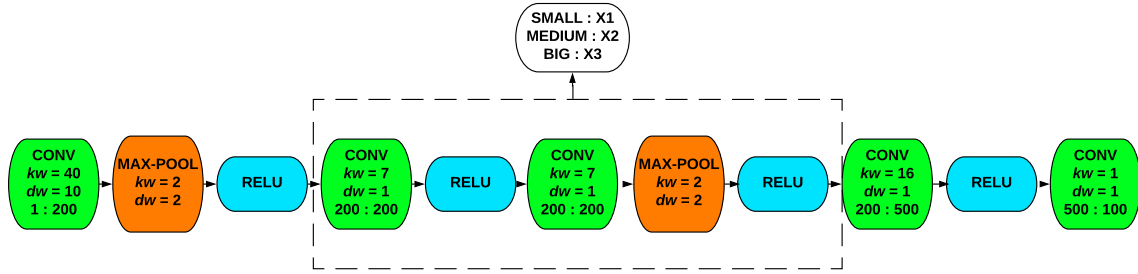 SMALL : X1
MEDIUM : X2
BIG : X3
CONV
kw = 40
dw = 10
1 : 200
MAX-POOL
kw = 2
dw = 2
RELU
CONV
kw = 7
dw = 1
200 : 200
RELU
CONV
kw = 7
dw = 1
200 : 200
MAX-POOL
kw = 2
dw = 2
RELU
CONV
kw = 16
dw = 1
200 : 500
RELU
CONV
kw = 1
dw = 1
500 : 100